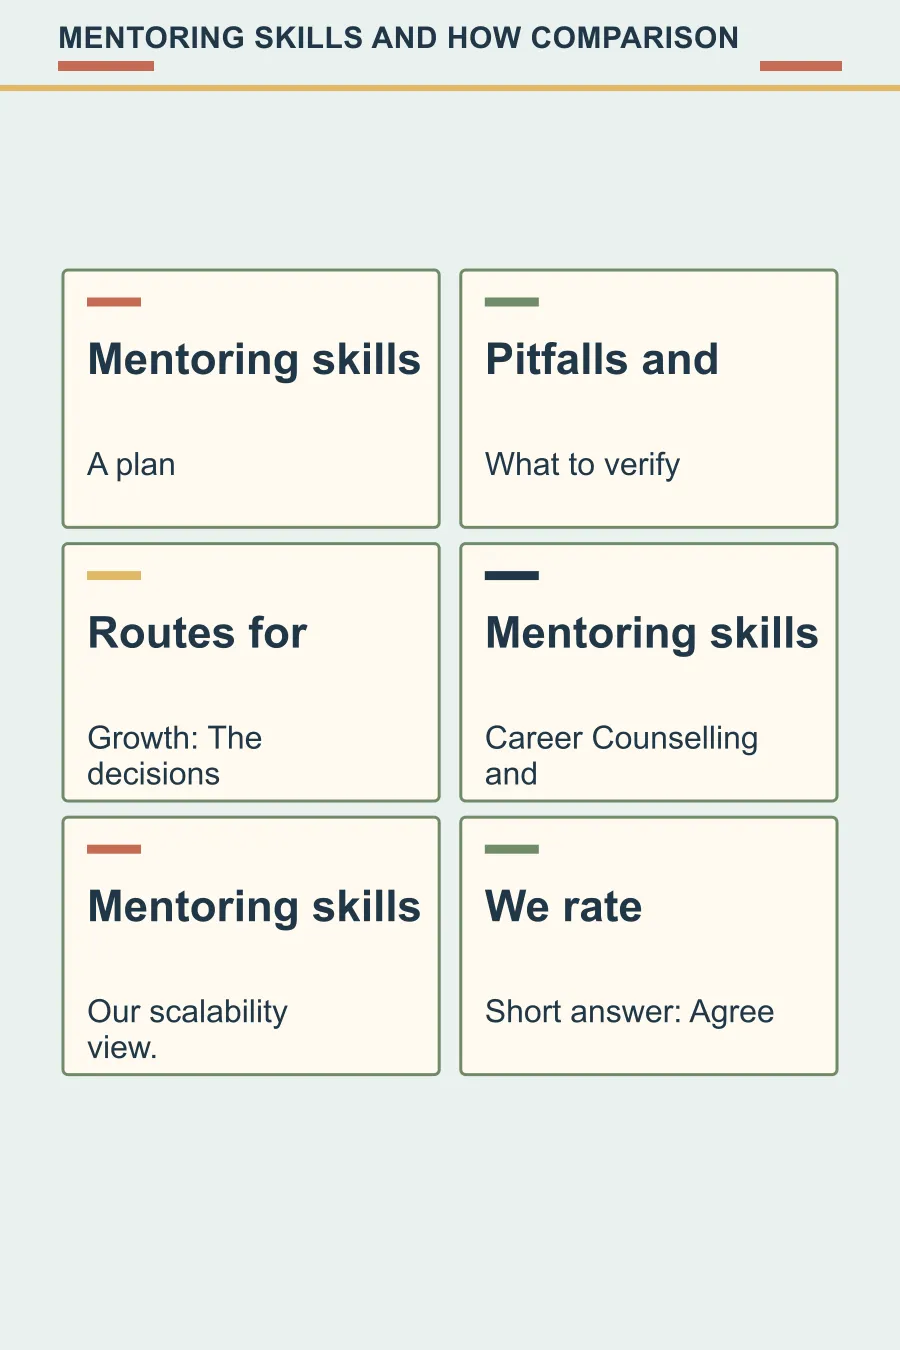 MENTORING SKILLS AND HOW COMPARISON
Mentoring skills
A plan
Pitfalls and
What to verify
Routes for
Growth: The
decisions
Mentoring skills
Career Counselling
and
Mentoring skills
Our scalability
view.
We rate
Short answer: Agree